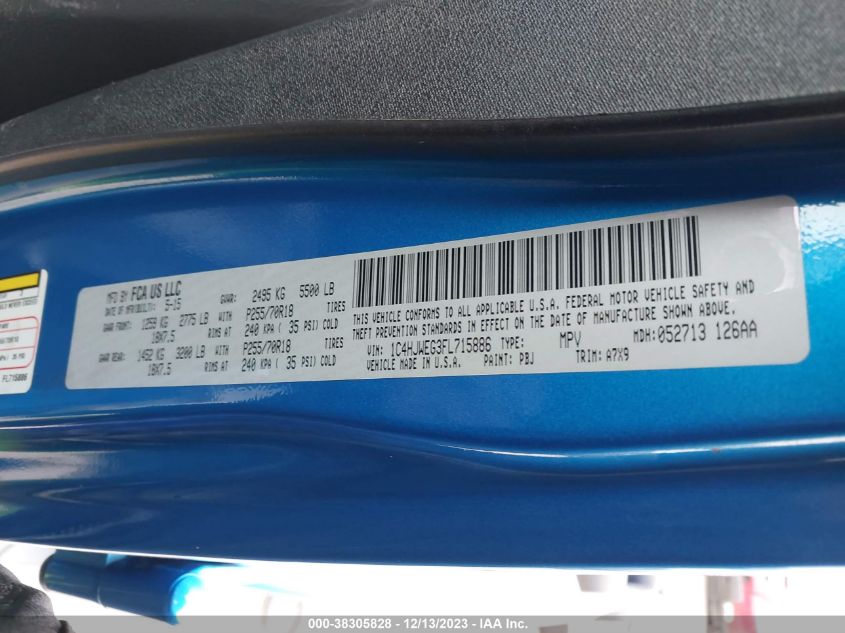 MFD BY FCA US LLC
DATE OF MFR(BUILT): 5-15 GVWR: 2495 KG 5500 LB
GAWR FRONT: 1259 KG 2775 LB WITH P255/70R18 TIRES
18X7.5 RIMS AT 240 KPA ( 35 PSI) COLD
GAWR REAR: 1452 KG 3200 LB WITH P255/70R18 TIRES
18X7.5 RIMS AT 240 KPA ( 35 PSI) COLD
THIS VEHICLE CONFORMS TO ALL APPLICABLE U.S.A. FEDERAL MOTOR VEHICLE SAFETY AND
THEFT PREVENTION STANDARDS IN EFFECT ON THE DATE OF MANUFACTURE SHOWN ABOVE.
VIN: 1C4HJWEG3FL715886 TYPE: MPV MDH: 052713 126AA
VEHICLE MADE IN U.S.A. PAINT: PBJ TRIM: A7X9
FL715886
000-38305828 - 12/13/2023 - IAA Inc.